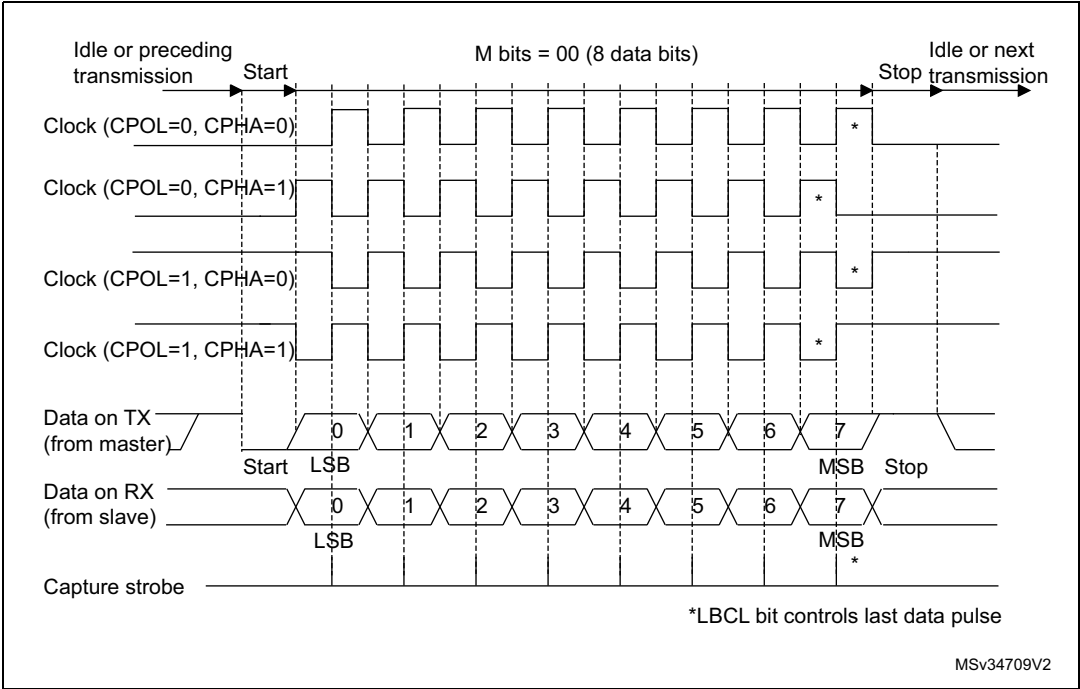 Idle or preceding
transmission
Start
M bits = 00 (8 data bits)
Stop
Idle or next
transmission
Clock (CPOL=0, CPHA=0)
*
Clock (CPOL=0, CPHA=1)
*
Clock (CPOL=1, CPHA=0)
*
Clock (CPOL=1, CPHA=1)
*
Data on TX
(from master)
0 1 2 3 4 5 6 7
Start LSB MSB Stop
Data on RX
(from slave)
0 1 2 3 4 5 6 7
LSB MSB
*
Capture strobe
*LBCL bit controls last data pulse
MSv34709V2